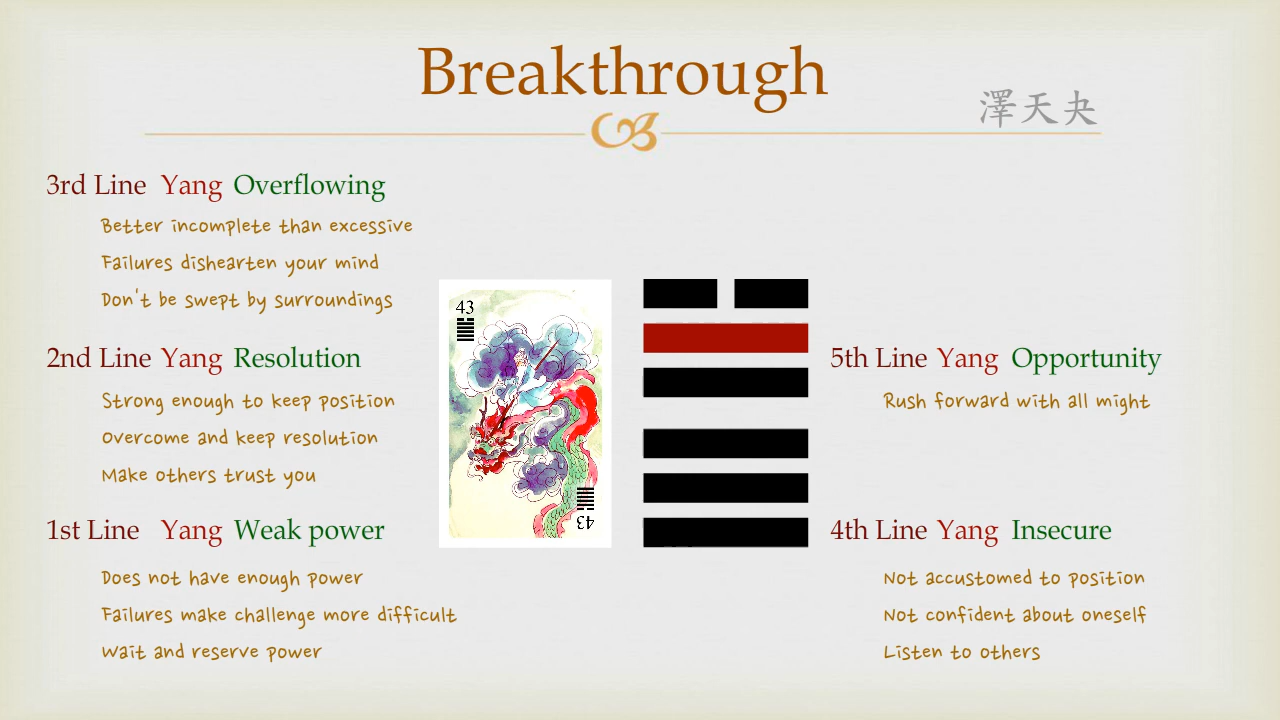 Breakthrough
澤天夬
3rd Line Yang Overflowing
Better incomplete than excessive
Failures dishearten your mind
Don't be swept by surroundings
2nd Line Yang Resolution
Strong enough to keep position
Overcome and keep resolution
Make others trust you
1st Line Yang Weak power
Does not have enough power
Failures make challenge more difficult
Wait and reserve power
43
43
5th Line Yang Opportunity
Rush forward with all might
4th Line Yang Insecure
Not accustomed to position
Not confident about oneself
Listen to others